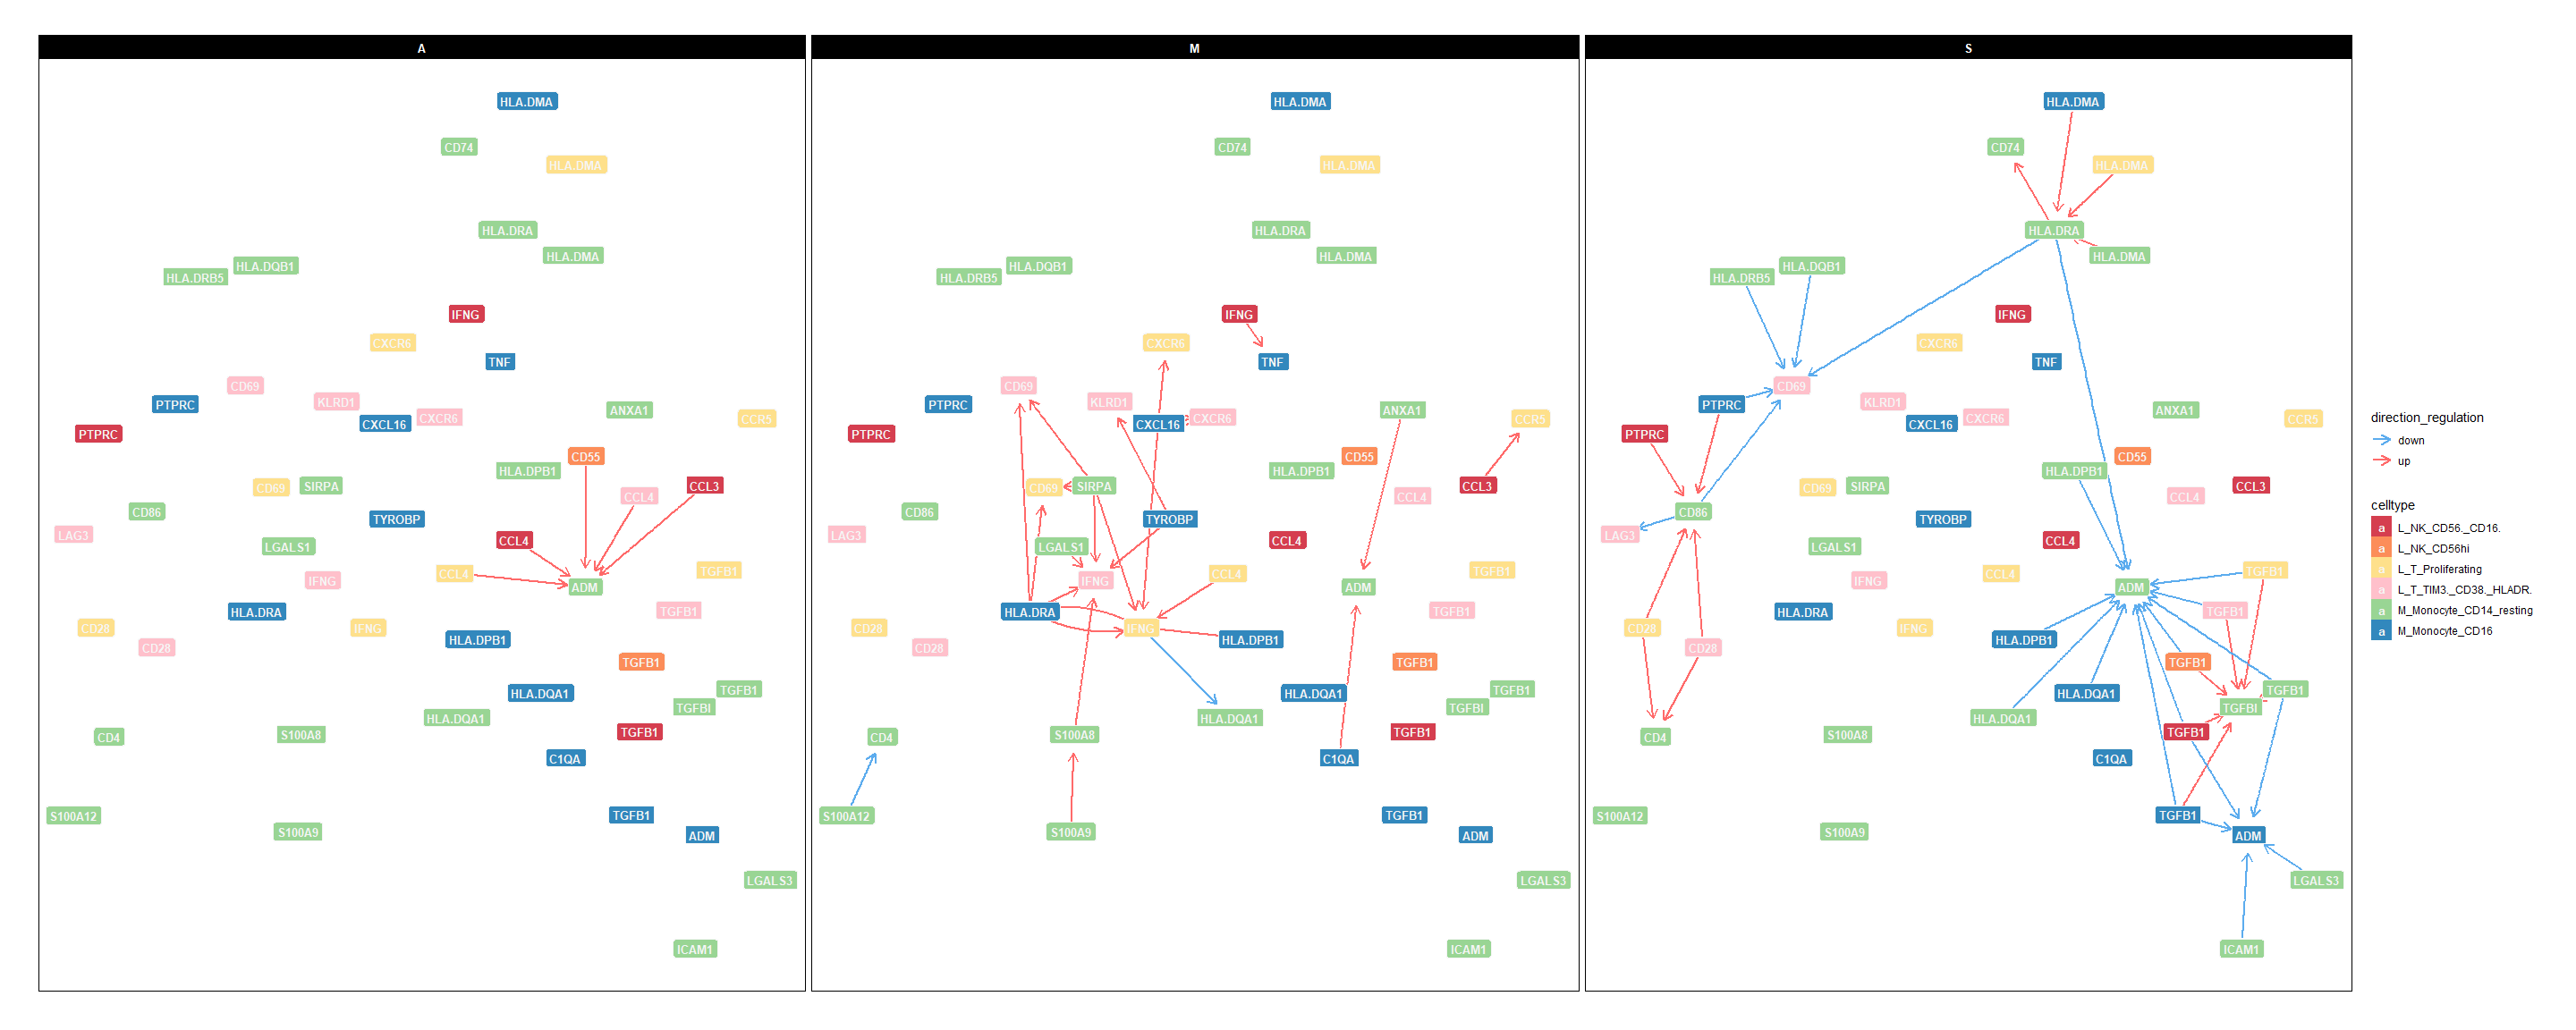 A
HLA.DMA
CD74
HLA.DMA
HLA.DRA
HLA.DMA
HLA.DQB1
HLA.DRB5
IFNG
CXCR6
TNF
CD69
KLRD1
PTPRC
ANXA1
CXCR6
CCR5
CXCL16
PTPRC
CD55
HLA.DPB1
CCL3
SIRPA
CD69
CCL4
CD86
TYROBP
LAG3
CCL4
LGALS1
TGFB1
CCL4
IFNG
ADM
TGFB1
HLA.DRA
CD28
IFNG
HLA.DPB1
CD28
TGFB1
TGFB1
HLA.DQA1
TGFBI
HLA.DQA1
TGFB1
S100A8
CD4
C1QA
S100A12
TGFB1
S100A9
ADM
LGALS3
ICAM1
M
HLA.DMA
CD74
HLA.DMA
HLA.DRA
HLA.DMA
HLA.DQB1
HLA.DRB5
IFNG
CXCR6
TNF
CD69
KLRD1
PTPRC
ANXA1
CXCR6
CCR5
CXCL16
PTPRC
CD55
HLA.DPB1
CCL3
SIRPA
CD69
CCL4
CD86
TYROBP
LAG3
CCL4
LGALS1
TGFB1
CCL4
IFNG
ADM
TGFB1
HLA.DRA
CD28
IFNG
HLA.DPB1
CD28
TGFB1
TGFB1
HLA.DQA1
TGFBI
HLA.DQA1
TGFB1
S100A8
CD4
C1QA
S100A12
TGFB1
S100A9
ADM
LGALS3
ICAM1
S
HLA.DMA
CD74
HLA.DMA
HLA.DRA
HLA.DMA
HLA.DQB1
HLA.DRB5
IFNG
CXCR6
TNF
CD69
KLRD1
PTPRC
ANXA1
CXCR6
CCR5
CXCL16
PTPRC
CD55
HLA.DPB1
CCL3
SIRPA
CD69
CCL4
CD86
TYROBP
LAG3
CCL4
LGALS1
TGFB1
CCL4
IFNG
ADM
TGFB1
HLA.DRA
CD28
IFNG
HLA.DPB1
CD28
TGFB1
TGFB1
HLA.DQA1
TGFBI
HLA.DQA1
TGFB1
S100A8
CD4
C1QA
S100A12
TGFB1
S100A9
ADM
LGALS3
ICAM1
direction_regulation
down
up
celltype
a L_NK_CD56._CD16.
a L_NK_CD56hi
a L_T_Proliferating
a L_T_TIM3._CD38._HLADR.
a M_Monocyte_CD14_resting
a M_Monocyte_CD16